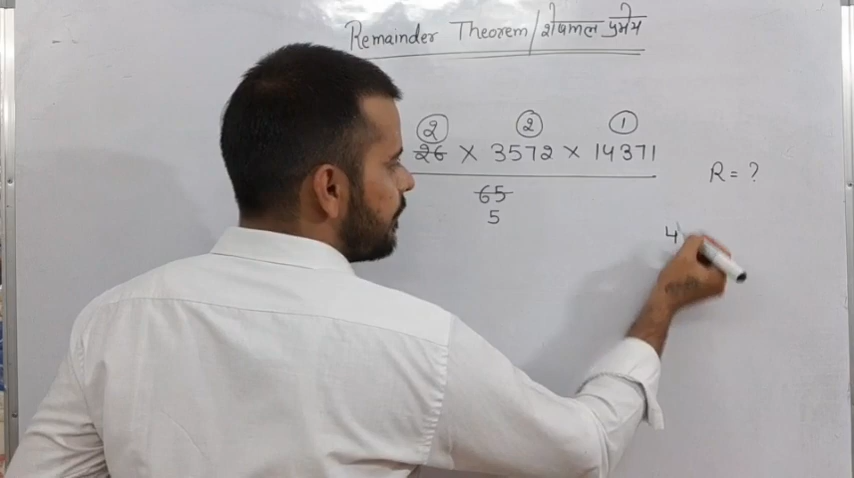 Remainder Theorem/शेषफल प्रमेय
② ② ①
26 × 3572 × 14371
R = ?
65
5
4